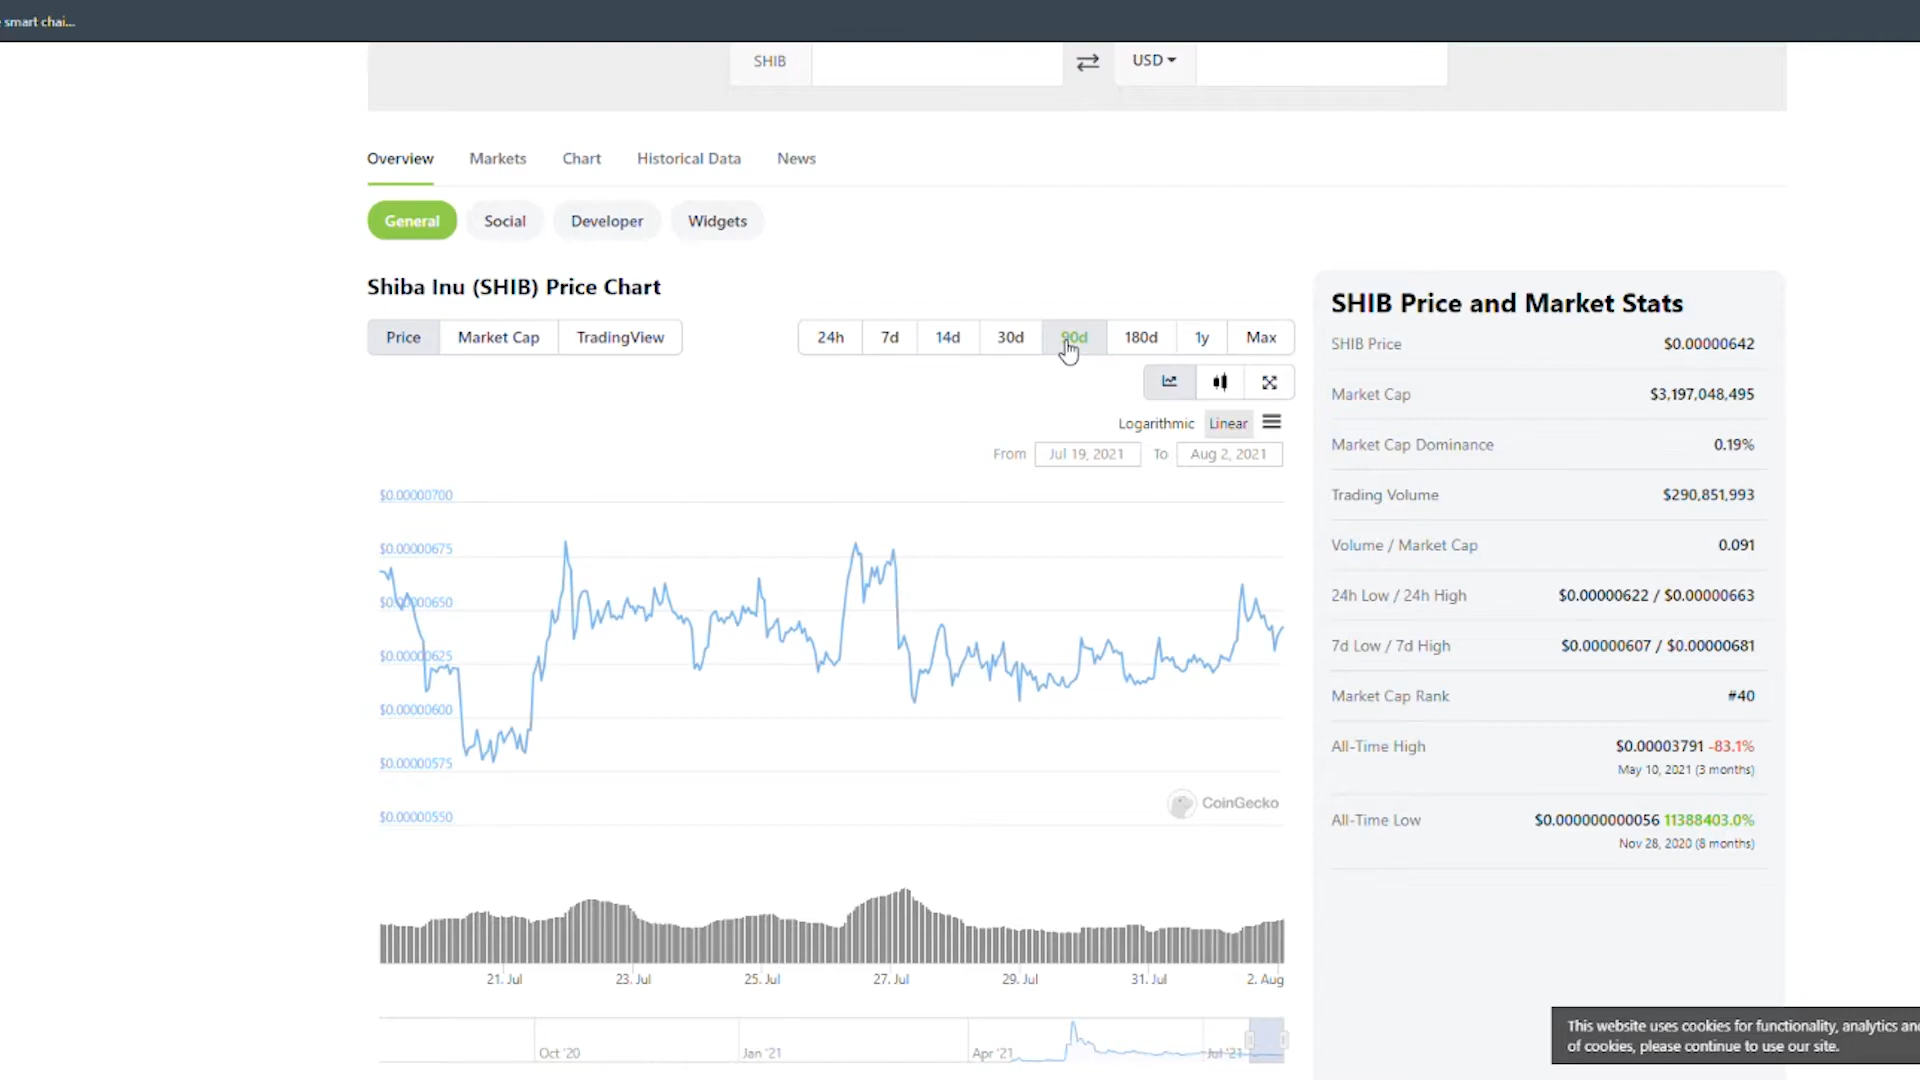 smart chai...
SHIB
USD
Overview Markets Chart Historical Data News
General Social Developer Widgets
Shiba Inu (SHIB) Price Chart
Price Market Cap TradingView 24h 7d 14d 30d 90d 180d 1y Max
Logarithmic Linear
From Jul 19, 2021 To Aug 2, 2021
$0.00000700
$0.00000675
$0.00000650
$0.00000625
$0.00000600
$0.00000575
$0.00000550
CoinGecko
21. Jul 23. Jul 25. Jul 27. Jul 29. Jul 31. Jul 2. Aug
Oct '20 Jan '21 Apr '21 Jul '21
SHIB Price and Market Stats
SHIB Price $0.00000642
Market Cap $3,197,048,495
Market Cap Dominance 0.19%
Trading Volume $290,851,993
Volume / Market Cap 0.091
24h Low / 24h High $0.00000622 / $0.00000663
7d Low / 7d High $0.00000607 / $0.00000681
Market Cap Rank #40
All-Time High $0.00003791 -83.1%
May 10, 2021 (3 months)
All-Time Low $0.000000000056 11388403.0%
Nov 28, 2020 (8 months)
This website uses cookies for functionality, analytics and
of cookies, please continue to use our site.